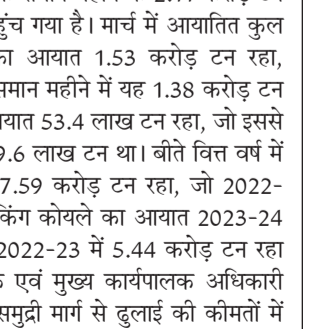 हुंच गया है। मार्च में आयातित कुल
का आयात 1.53 करोड़ टन रहा,
समान महीने में यह 1.38 करोड़ टन
यात 53.4 लाख टन रहा, जो इससे
9.6 लाख टन था। बीते वित्त वर्ष में
7.59 करोड़ टन रहा, जो 2022-
किंग कोयले का आयात 2023-24
2022-23 में 5.44 करोड़ टन रहा
एवं मुख्य कार्यपालक अधिकारी
समुद्री मार्ग से ढुलाई की कीमतों में